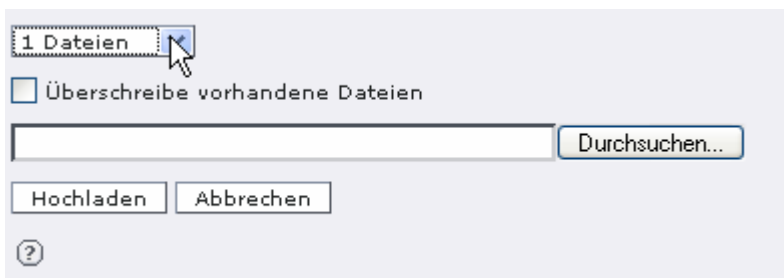 1 Dateien
Überschreibe vorhandene Dateien
Durchsuchen...
Hochladen Abbrechen
?